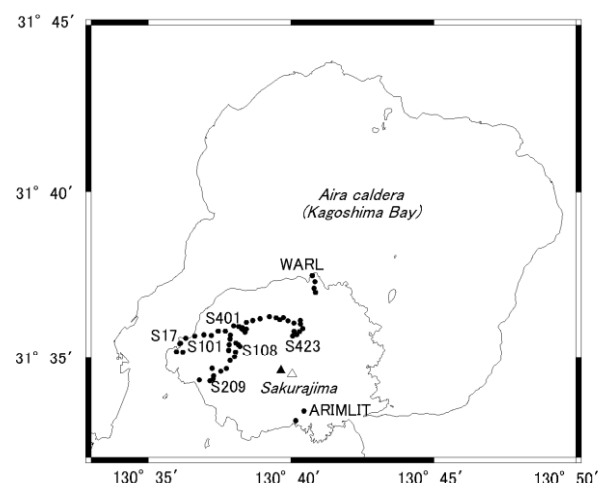 31° 45′
31° 40′
Aira caldera
(Kagoshima Bay)
WARL
S401
S17
S101
S108
S423
31° 35′
S209
Sakurajima
ARIMLIT
130° 35′
130° 40′
130° 45′
130° 50′